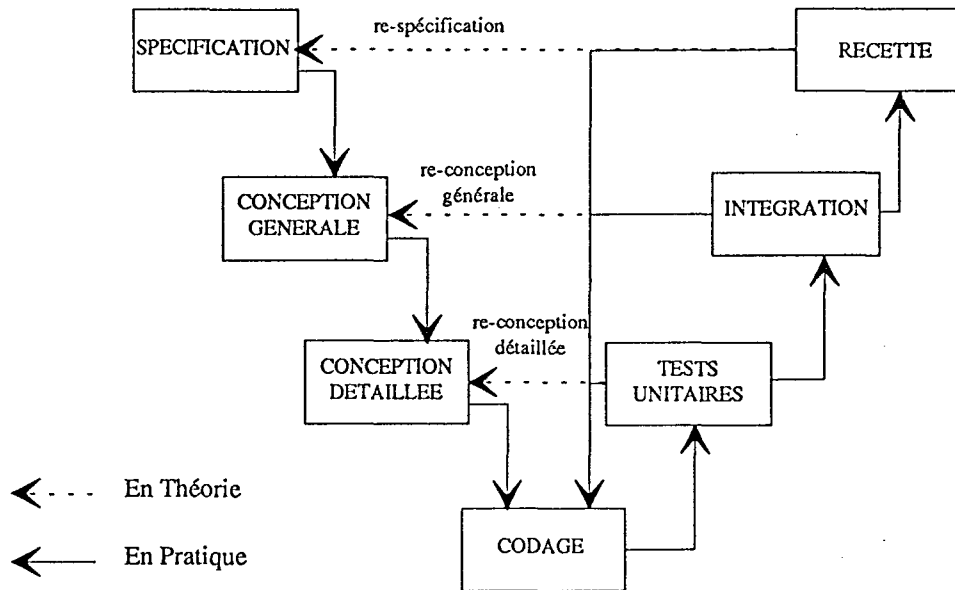 re-spécification
SPECIFICATION
RECETTE
re-conception
générale
CONCEPTION
GENERALE
INTEGRATION
re-conception
détaillée
CONCEPTION
DETAILLEE
TESTS
UNITAIRES
En Théorie
CODAGE
En Pratique